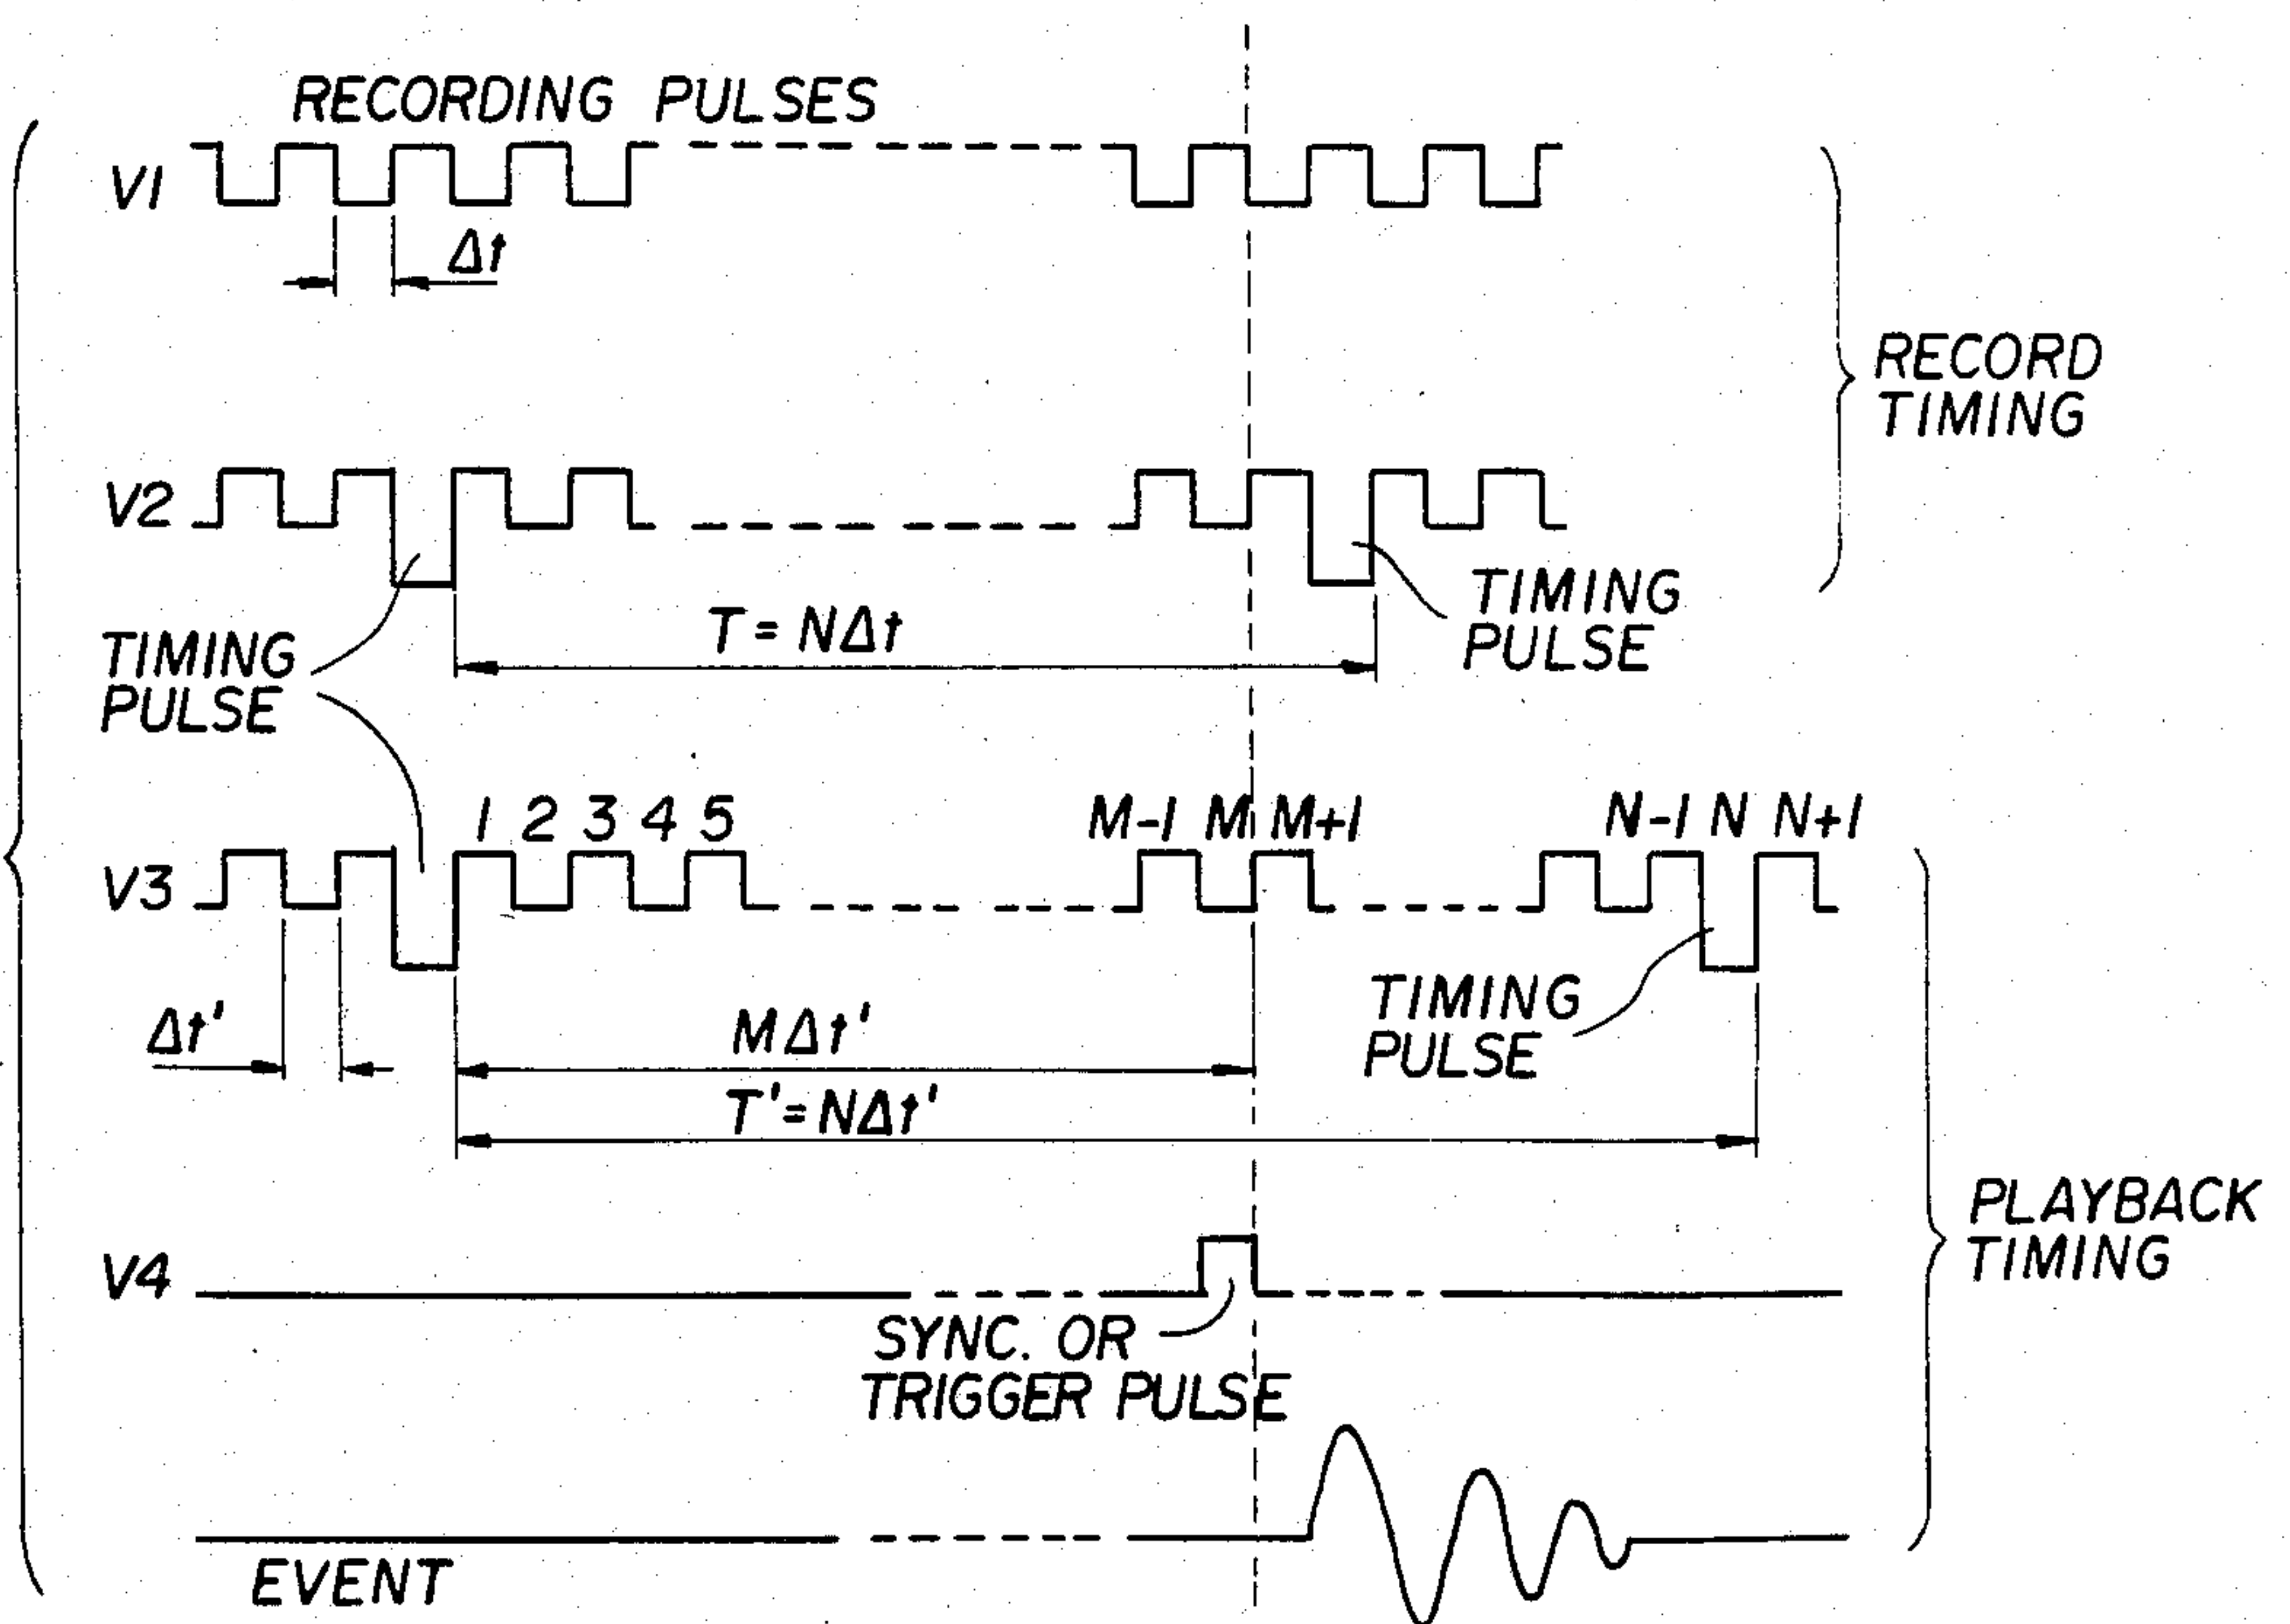 RECORDING PULSES
V1
Δt
RECORD
TIMING
V2
TIMING
PULSE
T = NΔt
TIMING
PULSE
1 2 3 4 5
M-1 M M+1
N-1 N N+1
V3
TIMING
PULSE
Δt'
MΔt'
T' = NΔt'
PLAYBACK
TIMING
V4
SYNC. OR
TRIGGER PULSE
EVENT